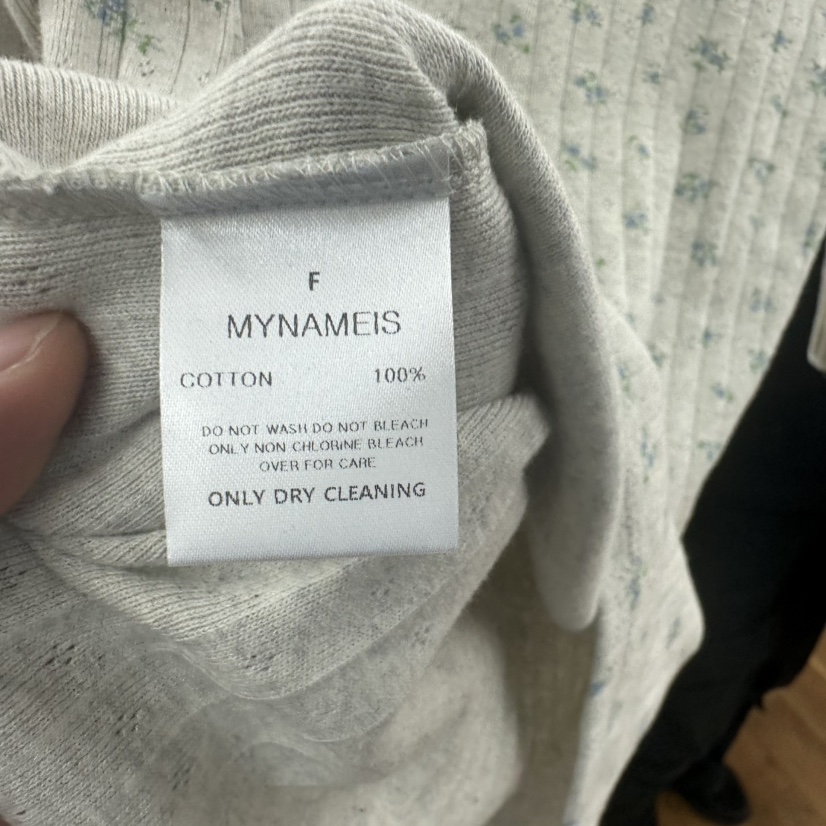 F
MYNAMEIS
COTTON 100%
DO NOT WASH DO NOT BLEACH
ONLY NON CHLORINE BLEACH
OVER FOR CARE
ONLY DRY CLEANING